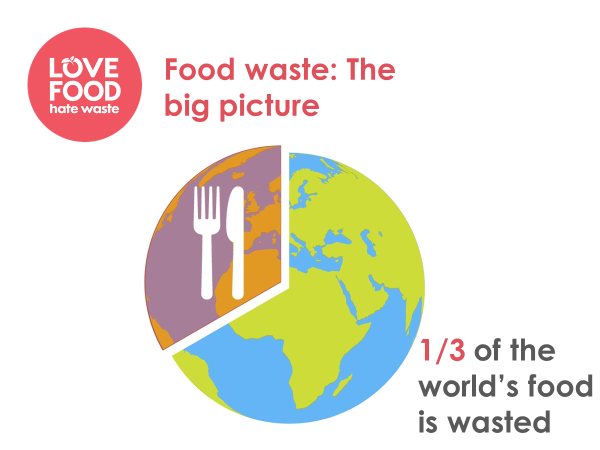 LOVE
FOOD
hate waste
Food waste: The
big picture
1/3 of the
world’s food
is wasted